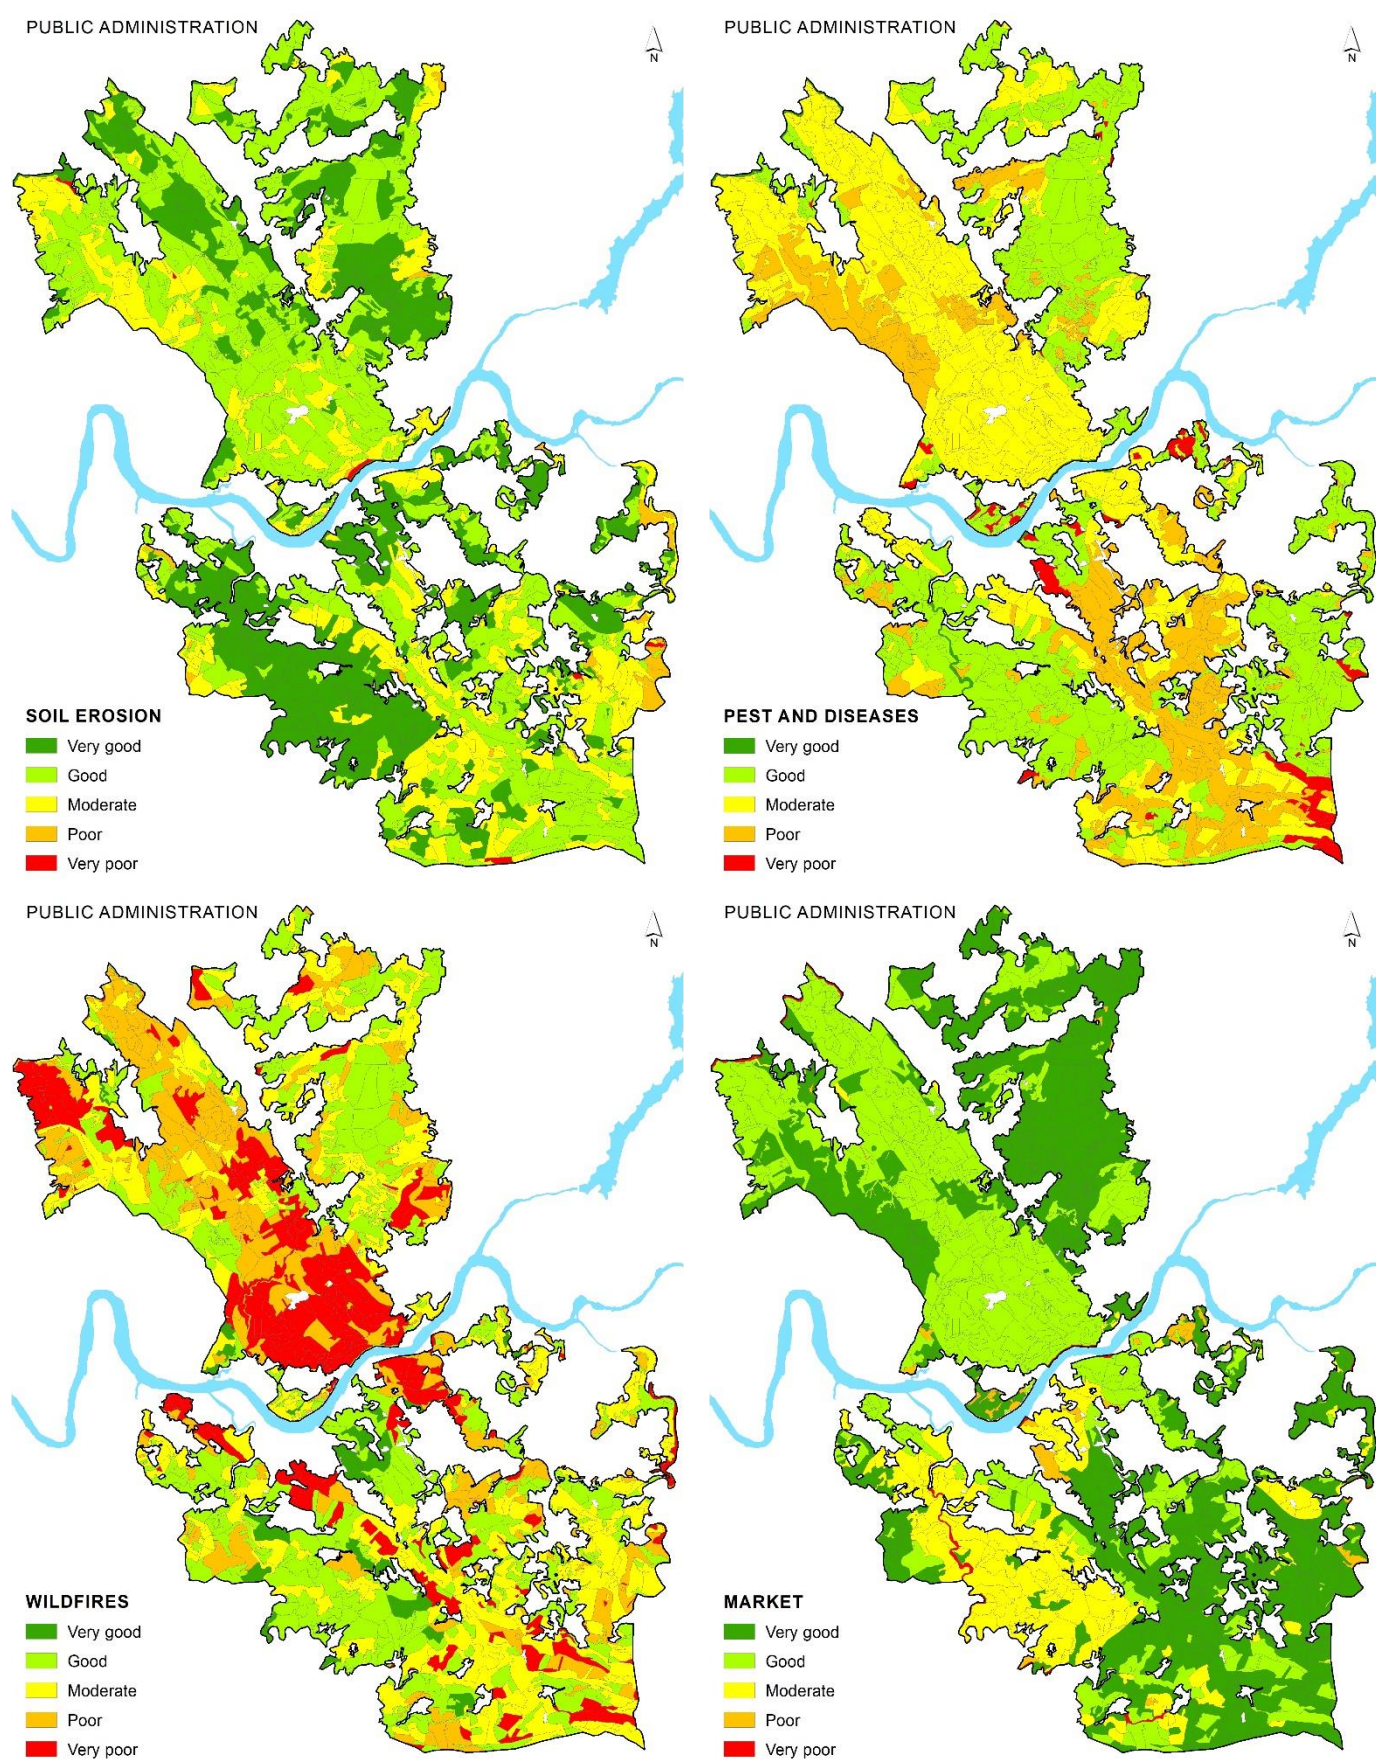 PUBLIC ADMINISTRATION
N
SOIL EROSION
Very good
Good
Moderate
Poor
Very poor
PUBLIC ADMINISTRATION
N
PEST AND DISEASES
Very good
Good
Moderate
Poor
Very poor
PUBLIC ADMINISTRATION
N
WILDFIRES
Very good
Good
Moderate
Poor
Very poor
PUBLIC ADMINISTRATION
N
MARKET
Very good
Good
Moderate
Poor
Very poor